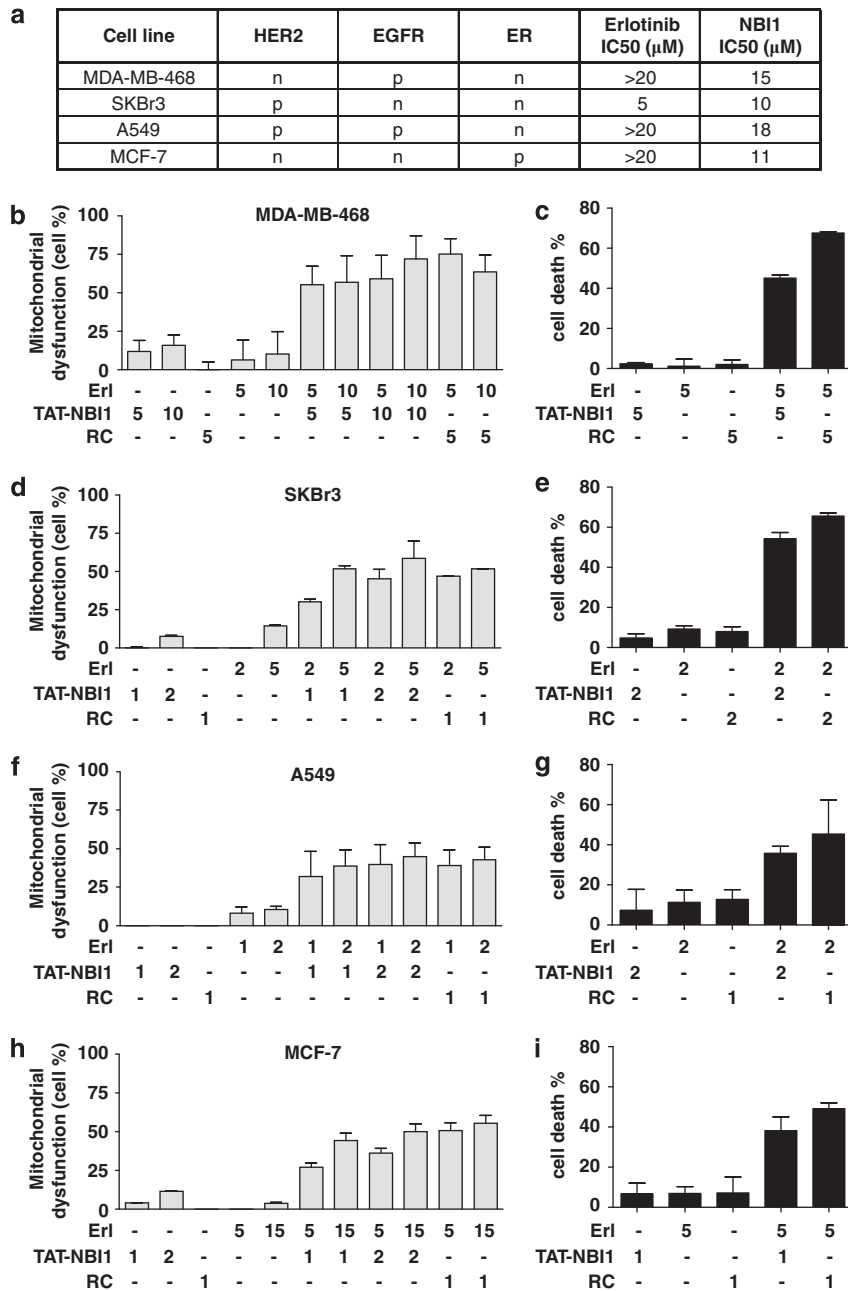 a
Cell line HER2 EGFR ER Erlotinib IC50 (μM) NBI1 IC50 (μM)
MDA-MB-468 n p n >20 15
SKBr3 p n n 5 10
A549 p p n >20 18
MCF-7 n n p >20 11
b
MDA-MB-468
Mitochondrial
dysfunction (cell %)
100
75
50
25
0
Erl - - - 5 10 5 10 5 10 5 10
TAT-NBI1 5 10 - - - 5 5 10 10 - -
RC - - 5 - - - - - - 5 5
c
cell death %
80
60
40
20
0
Erl - 5 - 5 5
TAT-NBI1 5 - - 5 -
RC - - 5 - 5
d
SKBr3
Mitochondrial
dysfunction (cell %)
100
75
50
25
0
Erl - - - 2 5 2 5 2 5 2 5
TAT-NBI1 1 2 - - - 1 1 2 2 - -
RC - - 1 - - - - - - 1 1
e
cell death %
80
60
40
20
0
Erl - 2 - 2 2
TAT-NBI1 2 - - 2 -
RC - - 2 - 2
f
A549
Mitochondrial
dysfunction (cell %)
100
75
50
25
0
Erl - - - 1 2 1 2 1 2 1 2
TAT-NBI1 1 2 - - - 1 1 2 2 - -
RC - - 1 - - - - - - 1 1
g
cell death %
80
60
40
20
0
Erl - 2 - 2 2
TAT-NBI1 2 - - 2 -
RC - - 1 - 1
h
MCF-7
Mitochondrial
dysfunction (cell %)
100
75
50
25
0
Erl - - - 5 15 5 15 5 15 5 15
TAT-NBI1 1 2 - - - 1 1 2 2 - -
RC - - 1 - - - - - - 1 1
i
cell death %
80
60
40
20
0
Erl - 5 - 5 5
TAT-NBI1 1 - - 1 -
RC - - 1 - 1